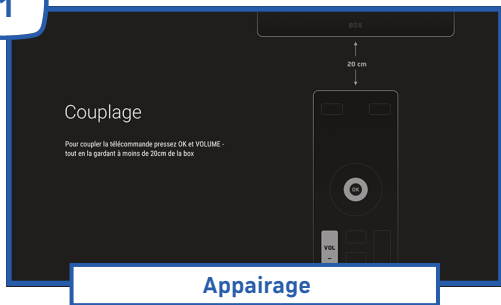 1
BOX
20 cm
Couplage
Pour coupler la télécommande pressez OK et VOLUME -
tout en la gardant à moins de 20cm de la box
OK
VOL
-
Appairage